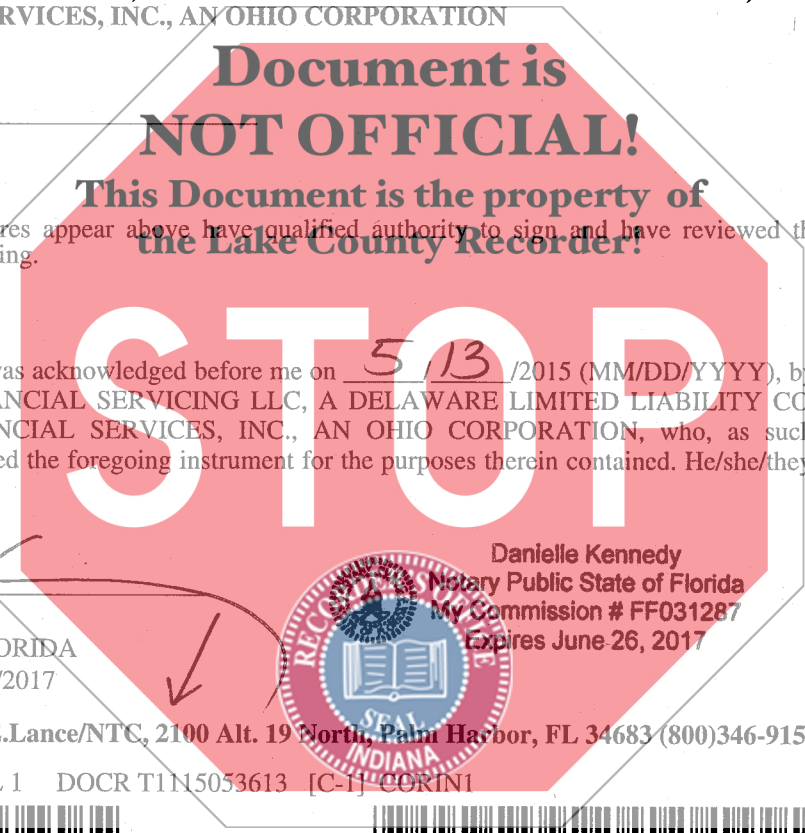 RVICES, INC., AN OHIO CORPORATION
Document is
NOT OFFICIAL!
This Document is the property of
the Lake County Recorder!
res appear above have qualified authority to sign and have reviewed th
ing.
STOP
was acknowledged before me on 5 / 13 /2015 (MM/DD/YYYY), by
ANCIAL SERVICING LLC, A DELAWARE LIMITED LIABILITY CO
NCIAL SERVICES, INC., AN OHIO CORPORATION, who, as such
ed the foregoing instrument for the purposes therein contained. He/she/they
Danielle Kennedy
Notary Public State of Florida
My Commission # FF031287
Expires June 26, 2017
RECORDER'S OFFICE
SEAL
INDIANA
ORIDA
/2017
E.Lance/NTC, 2100 Alt. 19 North, Palm Harbor, FL 34683 (800)346-915
L 1 DOCR T1115053613 [C-1] CORIN1